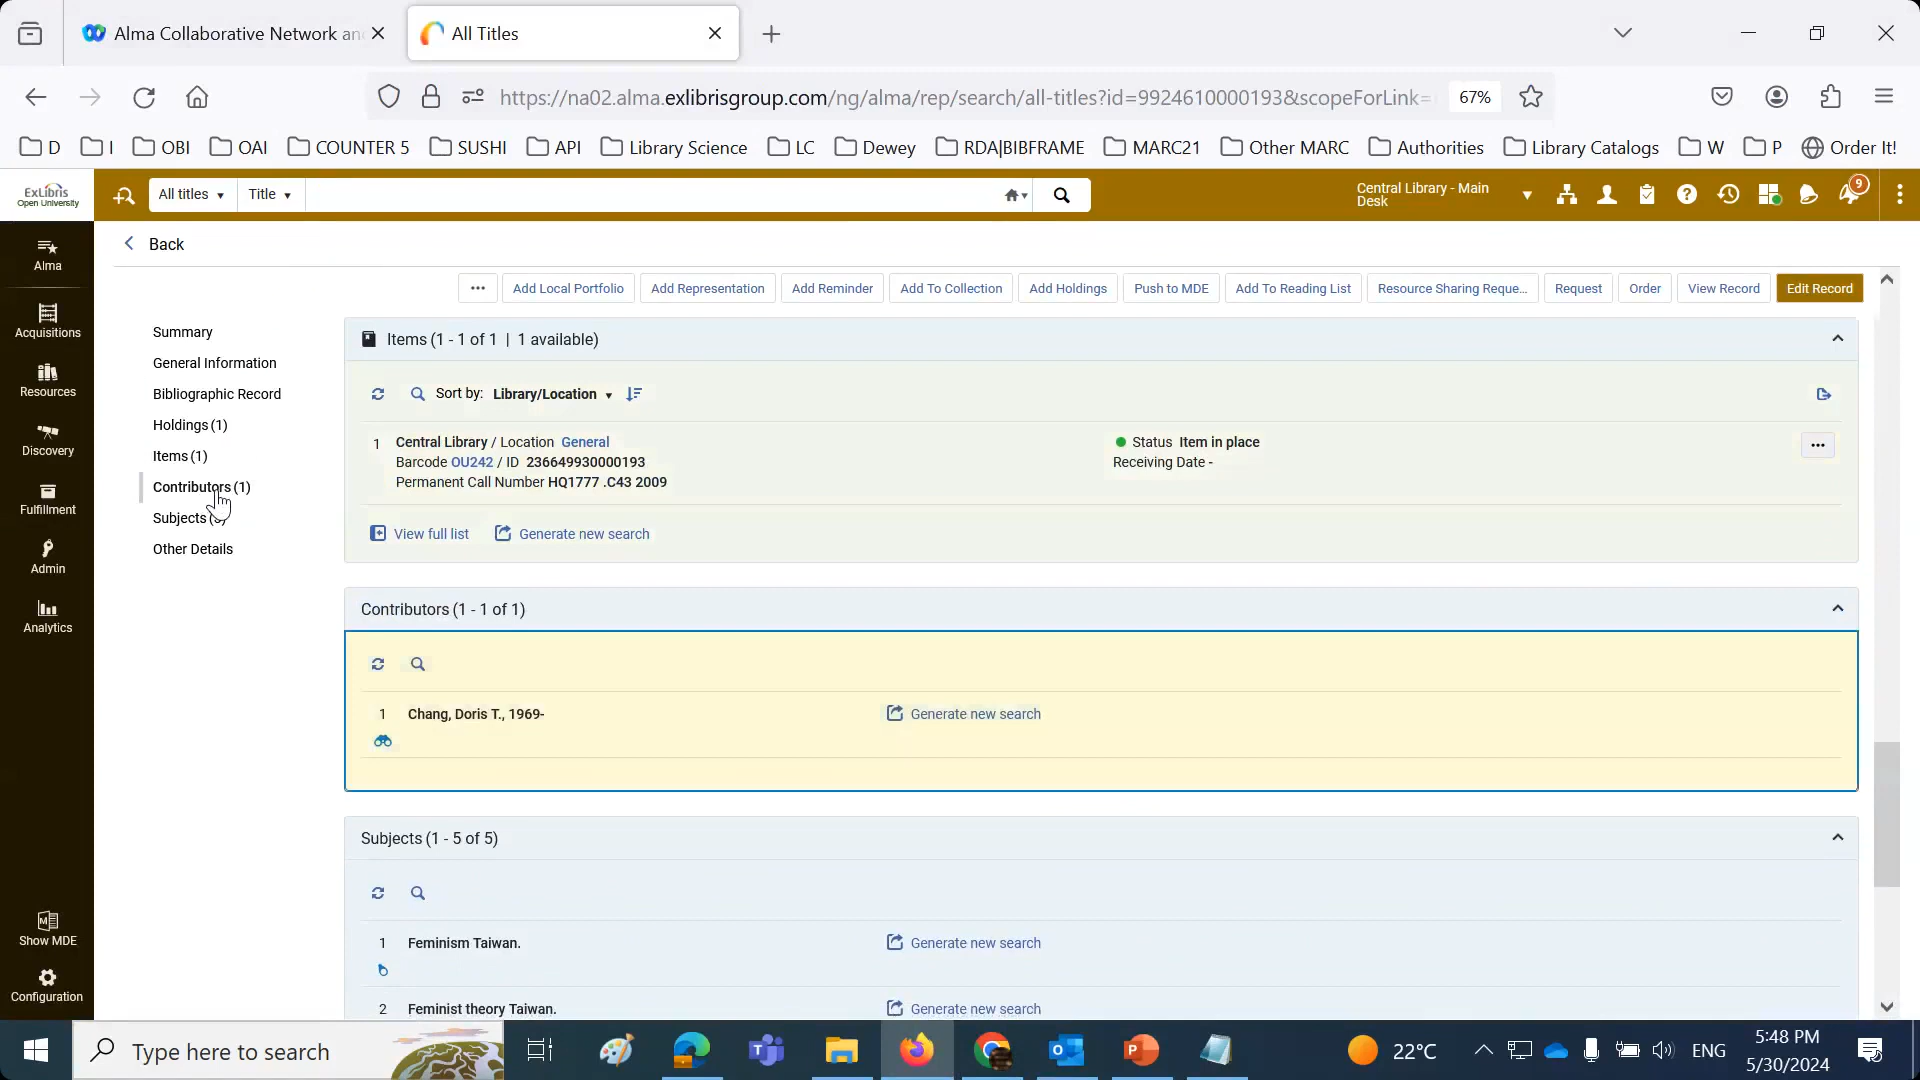 Alma Collaborative Network an
All Titles
https://na02.alma.exlibrisgroup.com/ng/alma/rep/search/all-titles?id=9924610000193&scopeForLink=
67%
D
I
OBI
OAI
COUNTER 5
SUSHI
API
Library Science
LC
Dewey
RDA|BIBFRAME
MARC21
Other MARC
Authorities
Library Catalogs
W
P
Order It!
ExLibris
Open University
All titles
Title
Central Library - Main
Desk
9
Back
Alma
Acquisitions
Resources
Discovery
Fulfillment
Admin
Analytics
Show MDE
Configuration
Add Local Portfolio
Add Representation
Add Reminder
Add To Collection
Add Holdings
Push to MDE
Add To Reading List
Resource Sharing Reque...
Request
Order
View Record
Edit Record
Summary
General Information
Bibliographic Record
Holdings (1)
Items (1)
Contributors (1)
Subjects
Other Details
Items (1 - 1 of 1 | 1 available)
Sort by: Library/Location
1
Central Library / Location General
Barcode OU242 / ID 236649930000193
Permanent Call Number HQ1777 .C43 2009
Status Item in place
Receiving Date -
View full list
Generate new search
Contributors (1 - 1 of 1)
1 Chang, Doris T., 1969-
Generate new search
Subjects (1 - 5 of 5)
1 Feminism Taiwan.
Generate new search
2 Feminist theory Taiwan.
Generate new search
Type here to search
22°C
ENG
5:48 PM
5/30/2024